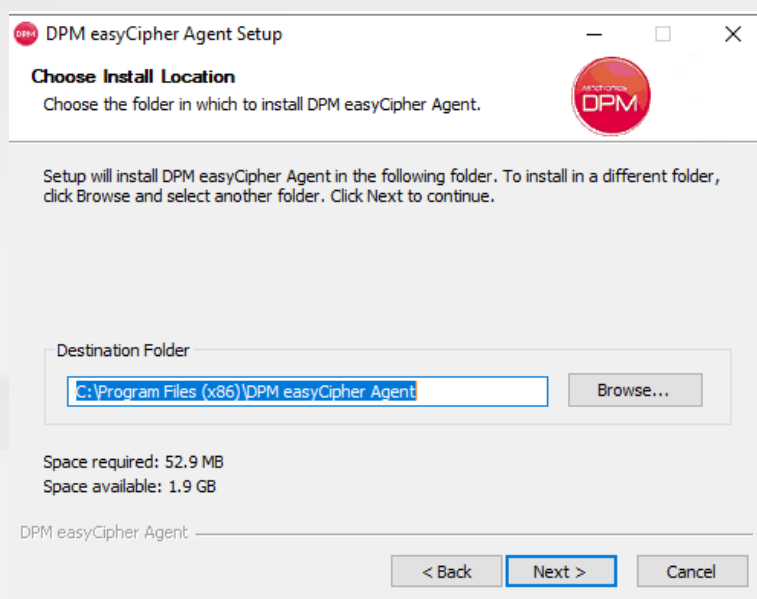 DPM easyCipher Agent Setup
Choose Install Location
Choose the folder in which to install DPM easyCipher Agent.
DPM
Setup will install DPM easyCipher Agent in the following folder. To install in a different folder,
click Browse and select another folder. Click Next to continue.
Destination Folder
C:\Program Files (x86)\DPM easyCipher Agent
Browse...
Space required: 52.9 MB
Space available: 1.9 GB
DPM easyCipher Agent
< Back
Next >
Cancel